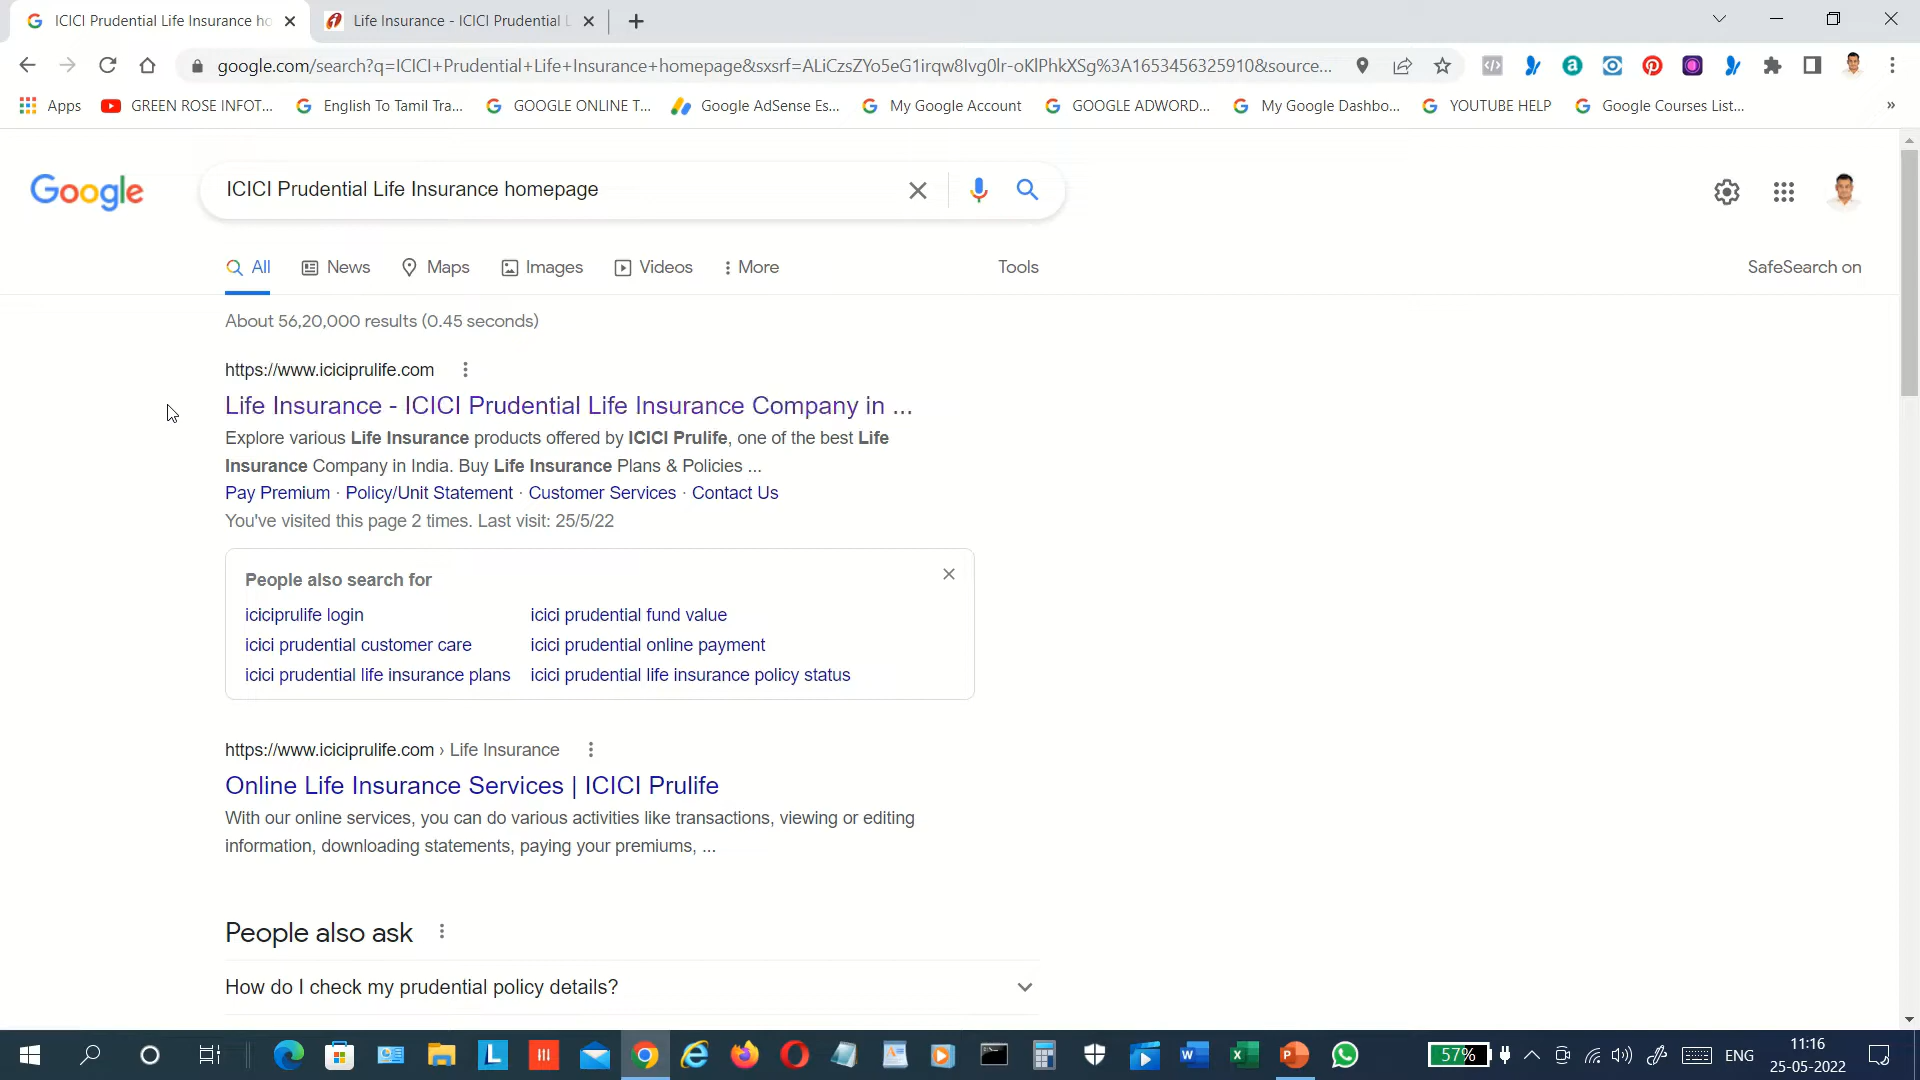 ICICI Prudential Life Insurance ho
Life Insurance - ICICI Prudential L
google.com/search?q=ICICI+Prudential+Life+Insurance+homepage&sxsrf=ALiCzsZYo5eG1irqw8Ivg0lr-oKlPhkXSg%3A1653456325910&source...
Apps
GREEN ROSE INFOT...
English To Tamil Tra...
GOOGLE ONLINE T...
Google AdSense Es...
My Google Account
GOOGLE ADWORD...
My Google Dashbo...
YOUTUBE HELP
Google Courses List...
»
Google
ICICI Prudential Life Insurance homepage
All
News
Maps
Images
Videos
More
Tools
SafeSearch on
About 56,20,000 results (0.45 seconds)
https://www.iciciprulife.com
Life Insurance - ICICI Prudential Life Insurance Company in ...
Explore various Life Insurance products offered by ICICI Prulife, one of the best Life
Insurance Company in India. Buy Life Insurance Plans & Policies ...
Pay Premium · Policy/Unit Statement · Customer Services · Contact Us
You've visited this page 2 times. Last visit: 25/5/22
People also search for
iciciprulife login
icici prudential fund value
icici prudential customer care
icici prudential online payment
icici prudential life insurance plans
icici prudential life insurance policy status
https://www.iciciprulife.com › Life Insurance
Online Life Insurance Services | ICICI Prulife
With our online services, you can do various activities like transactions, viewing or editing
information, downloading statements, paying your premiums, ...
People also ask
How do I check my prudential policy details?
57%
ENG
11:16
25-05-2022